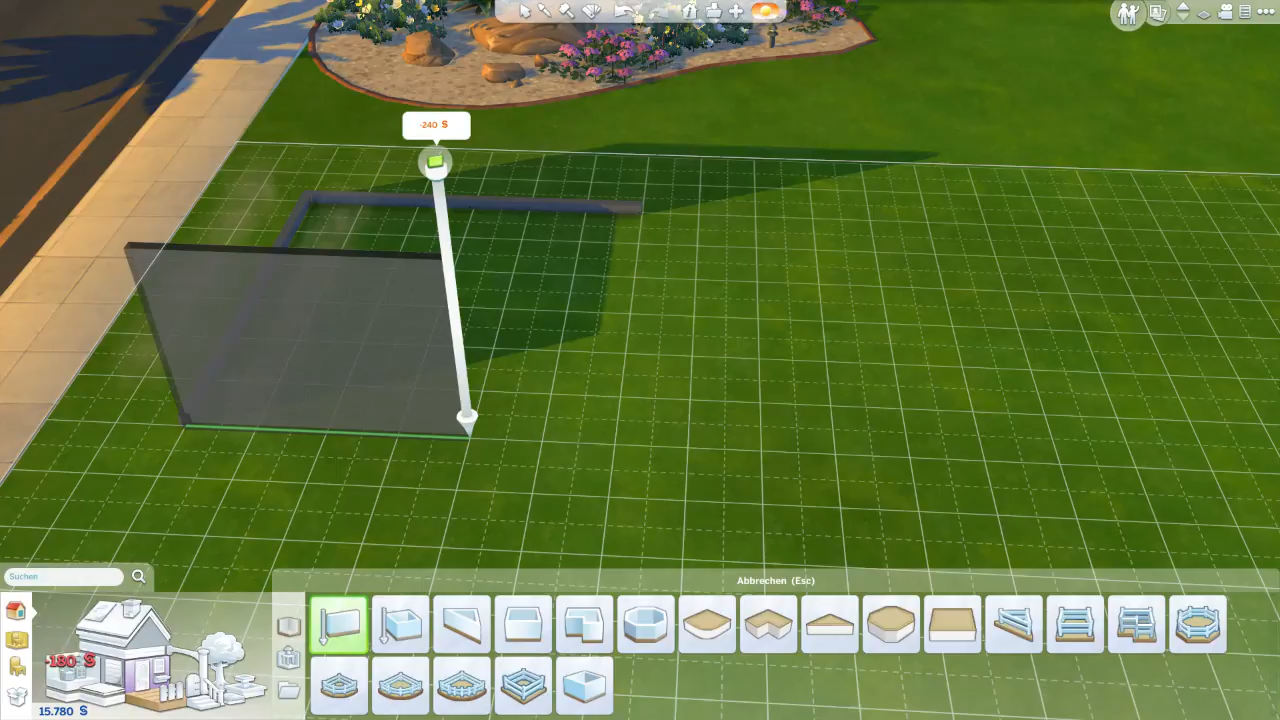 -240 $
Abbrechen (Esc)
Suchen
-180 $
15.780 $